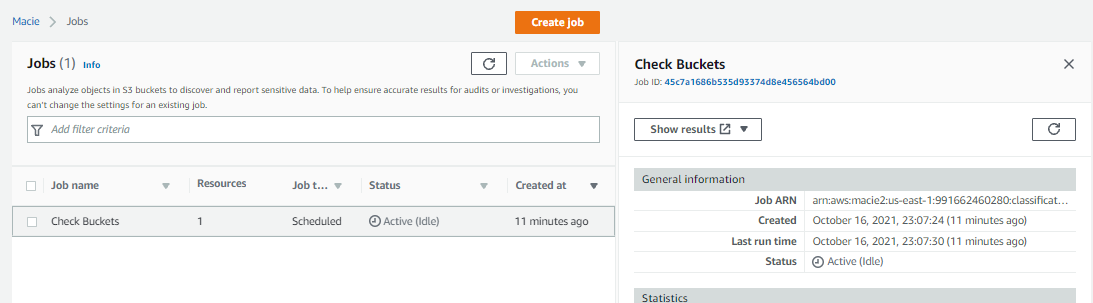 Macie > Jobs
Create job
Jobs (1) Info
Actions
Jobs analyze objects in S3 buckets to discover and report sensitive data. To help ensure accurate results for audits or investigations, you
can't change the settings for an existing job.
Add filter criteria
Job name Resources Job t... Status Created at
Check Buckets 1 Scheduled Active (Idle) 11 minutes ago
Check Buckets
Job ID: 45c7a1686b535d93374d8e456564bd00
Show results
General information
Job ARN arn:aws:macie2:us-east-1:991662460280:classificat...
Created October 16, 2021, 23:07:24 (11 minutes ago)
Last run time October 16, 2021, 23:07:30 (11 minutes ago)
Status Active (Idle)
Statistics